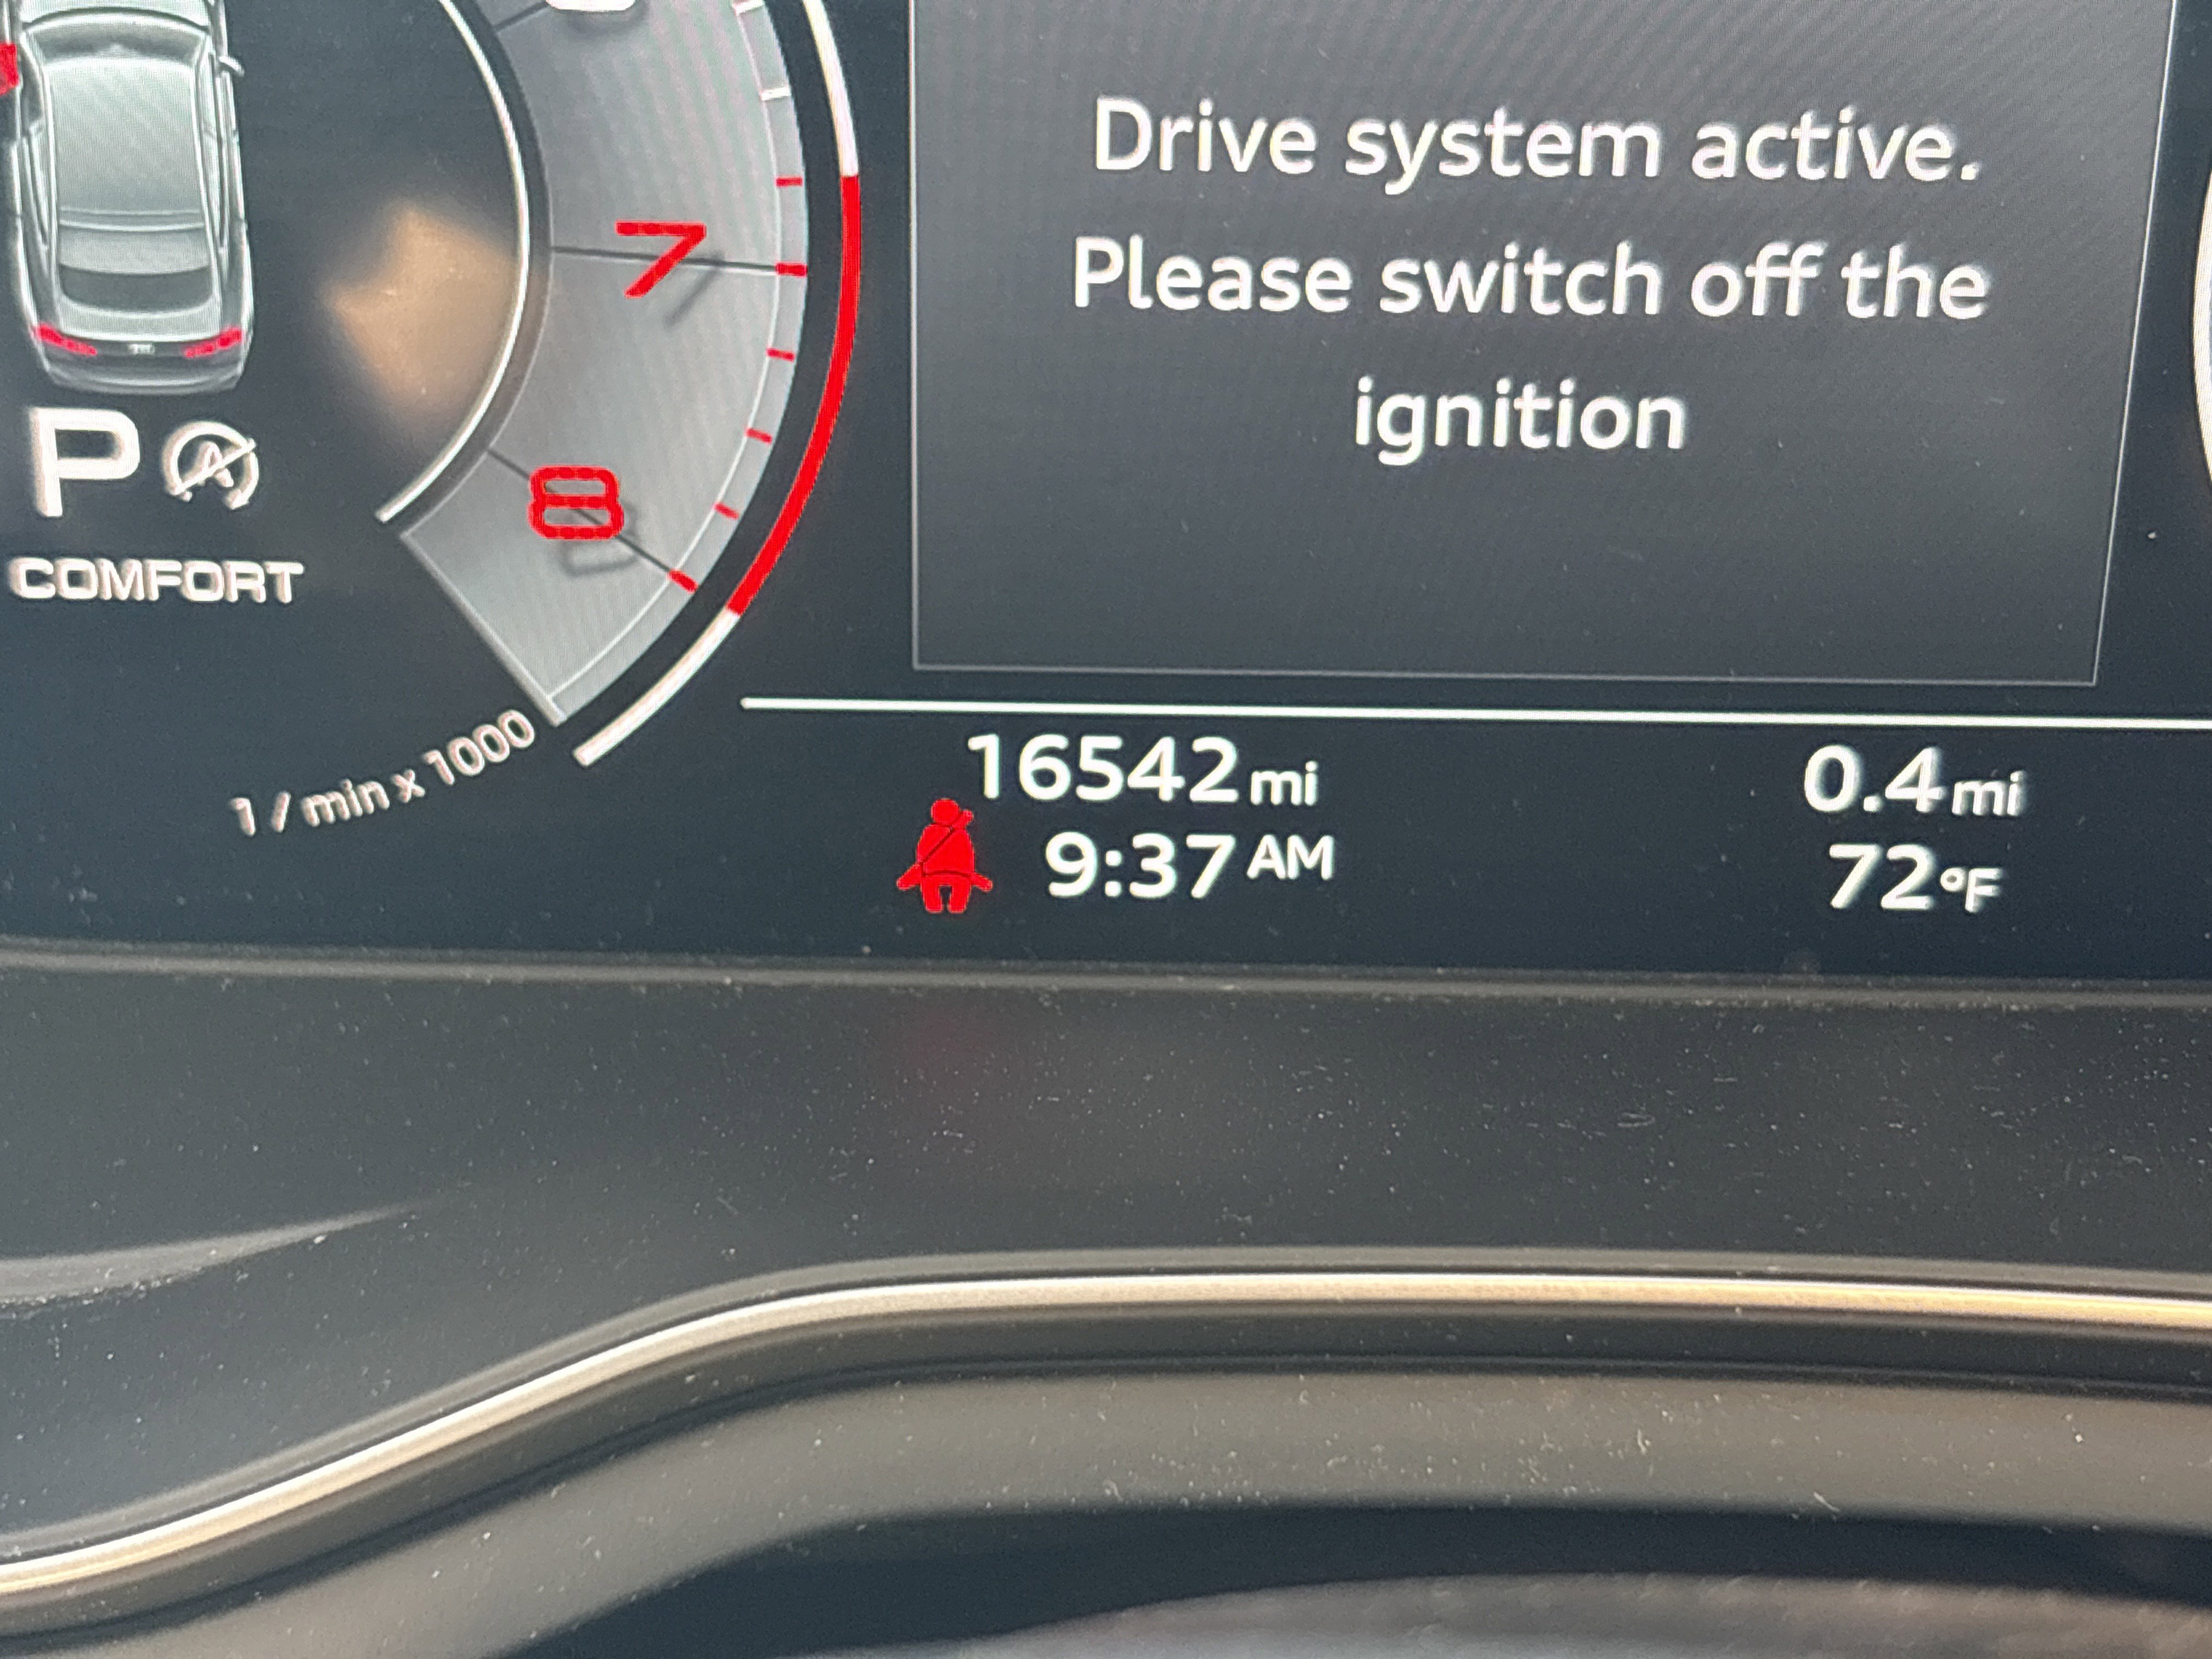 Drive system active.
Please switch off the
ignition
7
8
P A
COMFORT
1 / min x 1000
16542 mi
0.4 mi
9:37 AM
72 °F